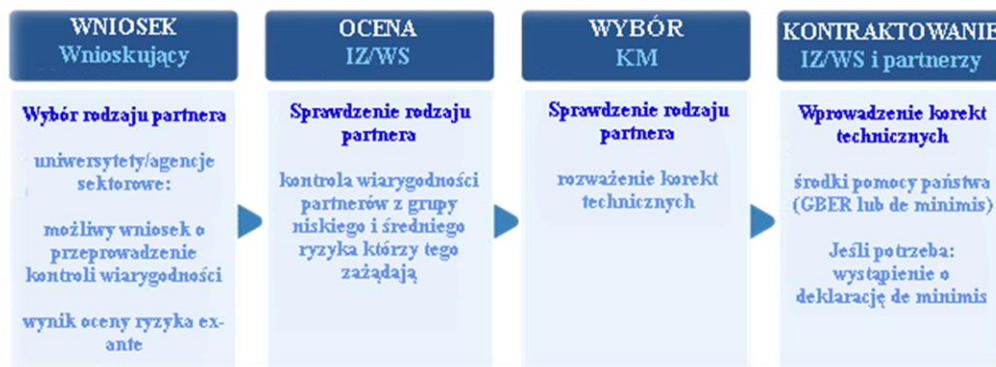 WNIOSEK
Wnioskujący
Wybór rodzaju partnera
uniwersytety/agencje
sektorowe:
możliwy wniosek o
przeprowadzenie
kontroli wiarygodności
wynik oceny ryzyka ex-
ante
OCENA
IZ/WS
Sprawdzenie rodzaju
partnera
kontrola wiarygodności
partnerów z grupy
niskiego i średniego
ryzyka którzy tego
zażądają
WYBÓR
KM
Sprawdzenie rodzaju
partnera
rozważenie korekt
technicznych
KONTRAKTOWANIE
IZ/WS i partnerzy
Wprowadzenie korekt
technicznych
środki pomocy państwa
(GBER lub de minimis)
Jeśli potrzeba:
wystąpienie o
deklarację de minimis